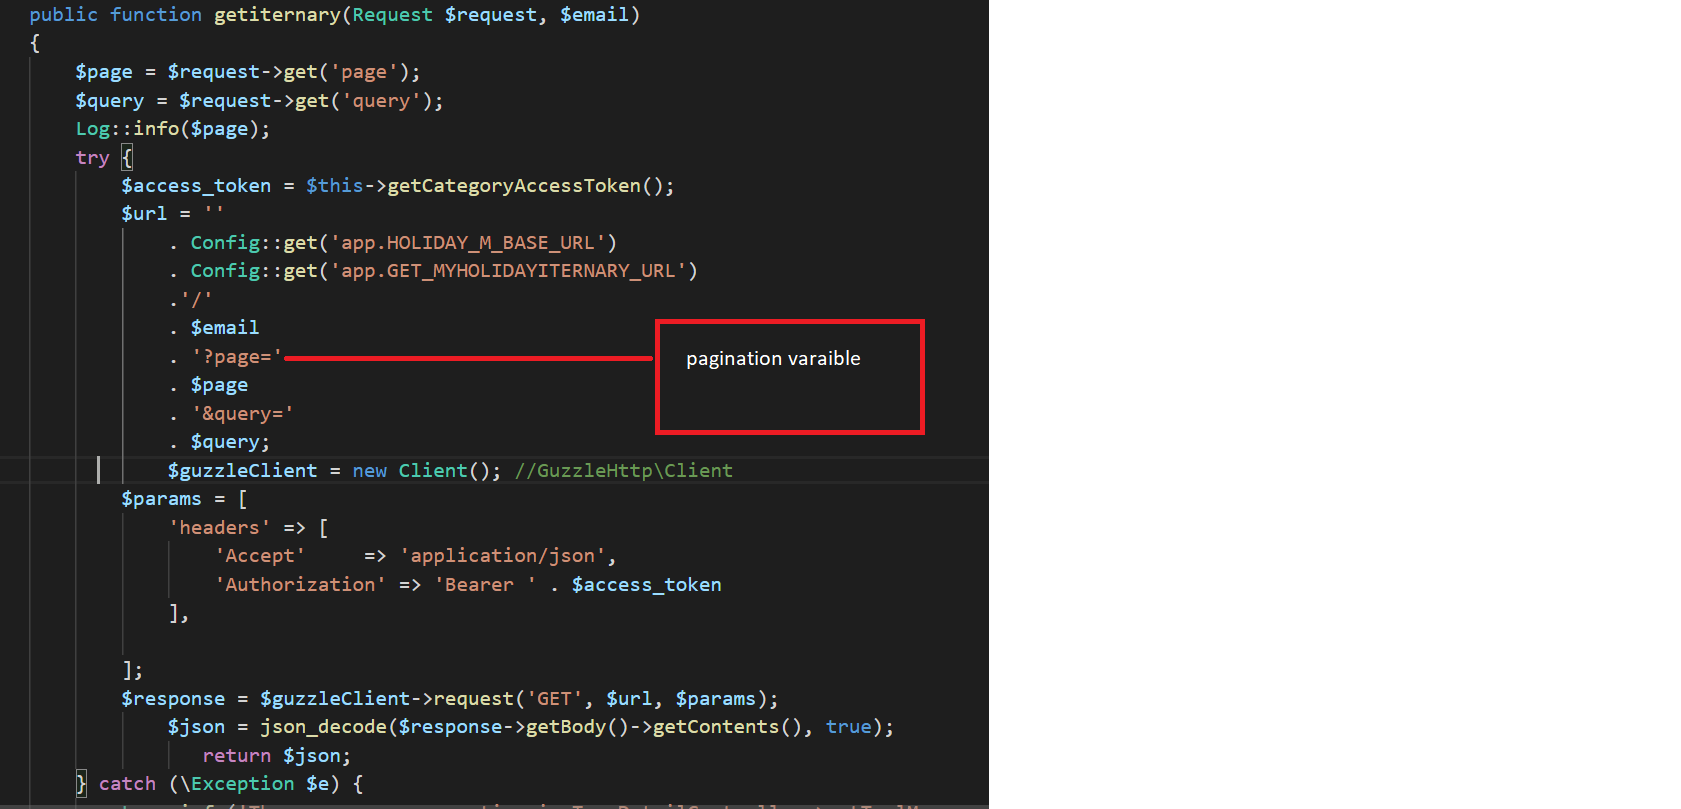 public function getiternary(Request $request, $email)
{
$page = $request->get('page');
$query = $request->get('query');
Log::info($page);
try {
$access_token = $this->getCategoryAccessToken();
$url = ''
. Config::get('app.HOLIDAY_M_BASE_URL')
. Config::get('app.GET_MYHOLIDAYITERNARY_URL')
.'/'
. $email
. '?page='
pagination varaible
. $page
. '&query='
. $query;
$guzzleClient = new Client(); //GuzzleHttp\Client
$params = [
'headers' => [
'Accept'     => 'application/json',
'Authorization' => 'Bearer ' . $access_token
],
];
$response = $guzzleClient->request('GET', $url, $params);
$json = json_decode($response->getBody()->getContents(), true);
return $json;
} catch (\Exception $e) {